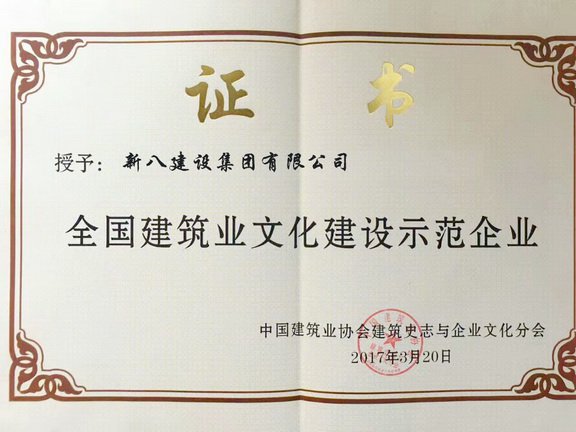 证 书
授予：新八建设集团有限公司
全国建筑业文化建设示范企业
中国建筑业协会建筑史志与企业文化分会
2017年3月20日